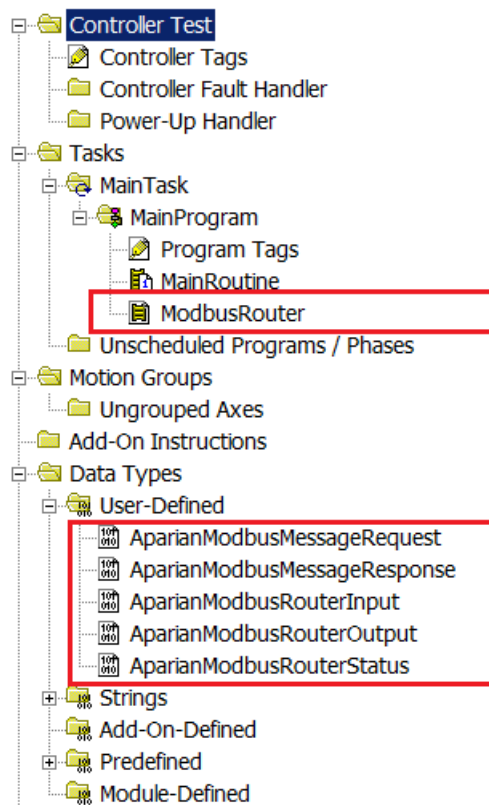 Controller Test
Controller Tags
Controller Fault Handler
Power-Up Handler
Tasks
MainTask
MainProgram
Program Tags
MainRoutine
ModbusRouter
Unscheduled Programs / Phases
Motion Groups
Ungrouped Axes
Add-On Instructions
Data Types
User-Defined
AparianModbusMessageRequest
AparianModbusMessageResponse
AparianModbusRouterInput
AparianModbusRouterOutput
AparianModbusRouterStatus
Strings
Add-On-Defined
Predefined
Module-Defined